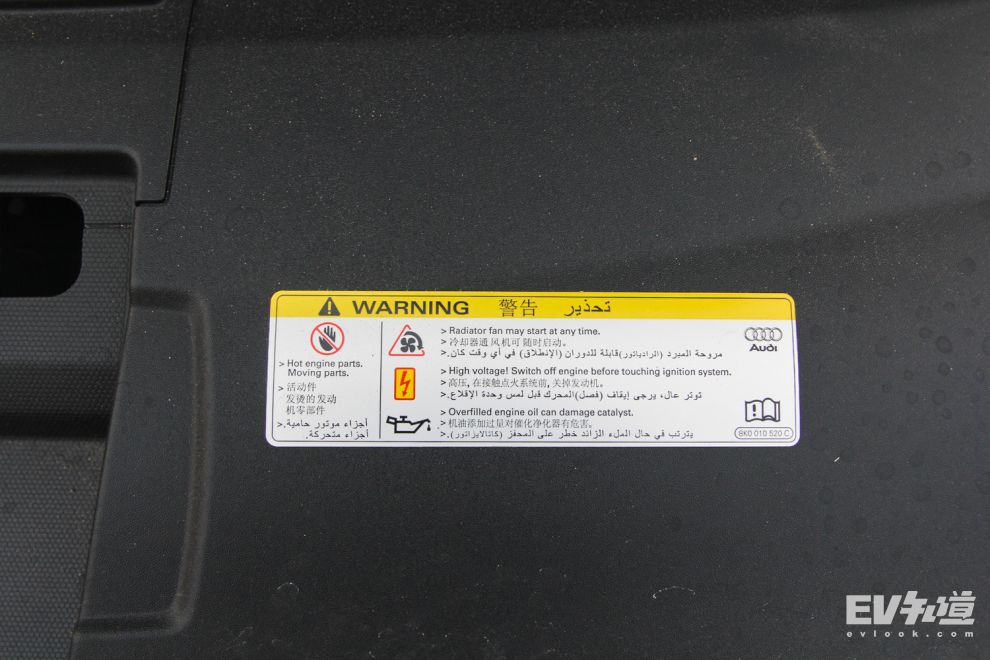 WARNING 警告 تحذير
> Hot engine parts.
Moving parts.
> 活动件
发烫的发动
机零部件
>.أجزاء موتور حامية
.أجزاء متحركة
> Radiator fan may start at any time.
> 冷却器通风机可随时启动。
>.مروحة المبرد (الرادياتور)قابلة للدوران (الإنطلاق) في أي وقت كان
> High voltage! Switch off engine before touching ignition system.
> 高压, 在接触点火系统前, 关掉发动机。
>.توتر عال، يرجى إيقاف (فصل)المحرك قبل لمس وحدة الإقلاع
> Overfilled engine oil can damage catalyst.
> 机油添加过量对催化净化器有危害。
>.يترتب في حال الملء الزائد خطر على المحفز (كاتالايزاتور)
Audi
8K0 010 520 C
EV知道
evlook.com